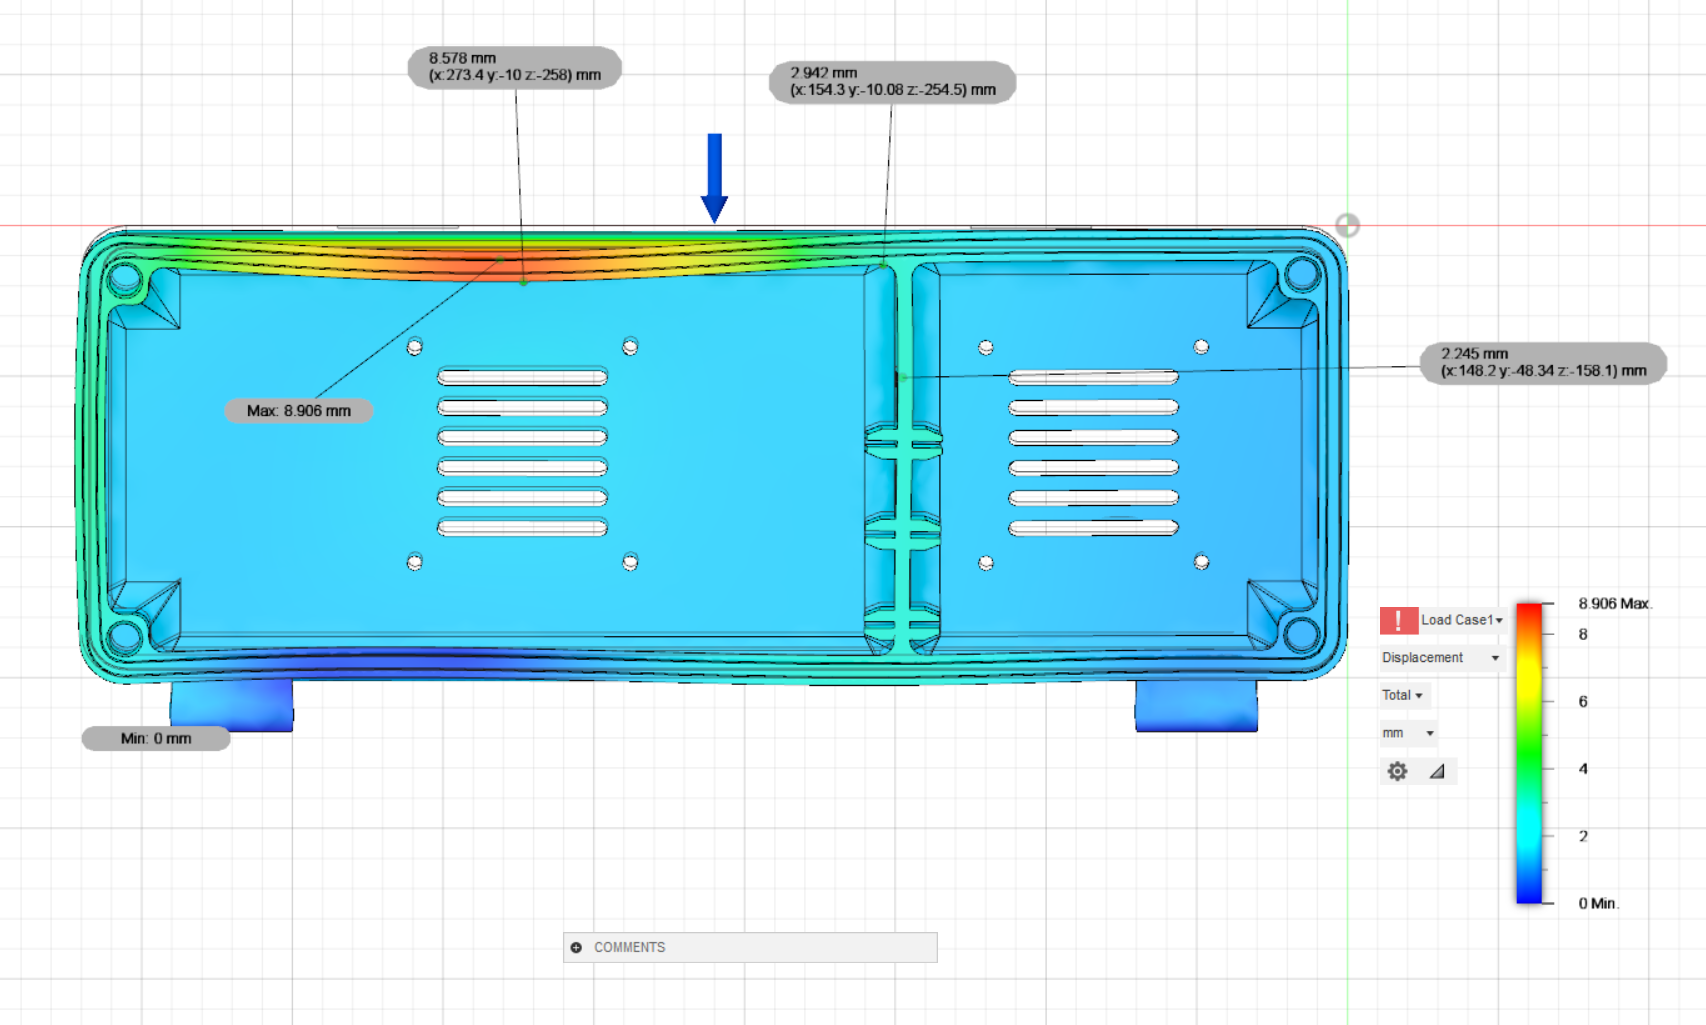 8.578 mm
(x:273.4 y:-10 z:-258) mm
2.942 mm
(x:154.3 y:-10.08 z:-254.5) mm
2.245 mm
(x:148.2 y:-48.34 z:-158.1) mm
Max: 8.906 mm
Min: 0 mm
! Load Case1
Displacement
Total
mm
8.906 Max.
8
6
4
2
0 Min.
COMMENTS